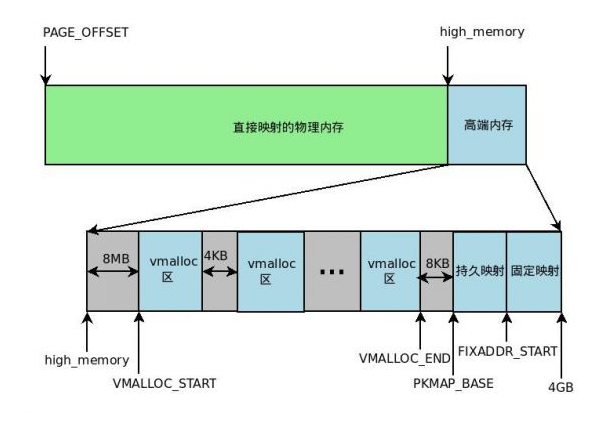 PAGE_OFFSET
high_memory
直接映射的物理内存
高端内存
8MB
vmalloc
区
4KB
vmalloc
区
...
vmalloc
区
8KB
持久映射
固定映射
high_memory
VMALLOC_START
VMALLOC_END
PKMAP_BASE
FIXADDR_START
4GB